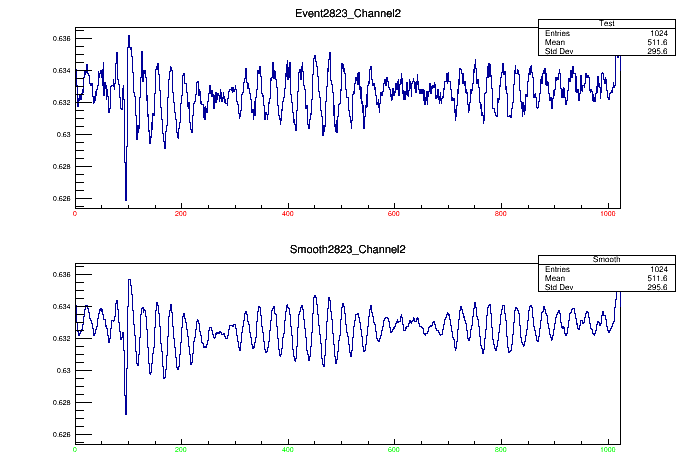 Event2823_Channel2
Test
Entries 1024
Mean 511.6
Std Dev 295.6
0.636
0.634
0.632
0.63
0.628
0.626
0 200 400 600 800 1000
Smooth2823_Channel2
Smooth
Entries 1024
Mean 511.6
Std Dev 295.6
0.636
0.634
0.632
0.63
0.628
0.626
0 200 400 600 800 1000